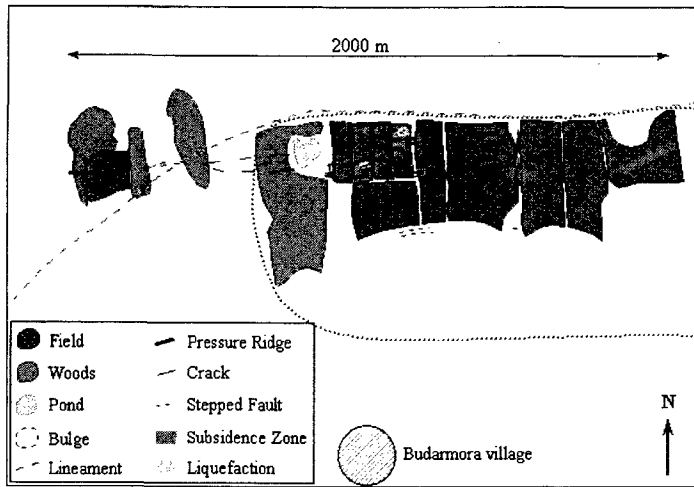 2000 m
Field
Woods
Pond
Bulge
Lineament
Pressure Ridge
Crack
Stepped Fault
Subsidence Zone
Liquefaction
Budarmora village
N